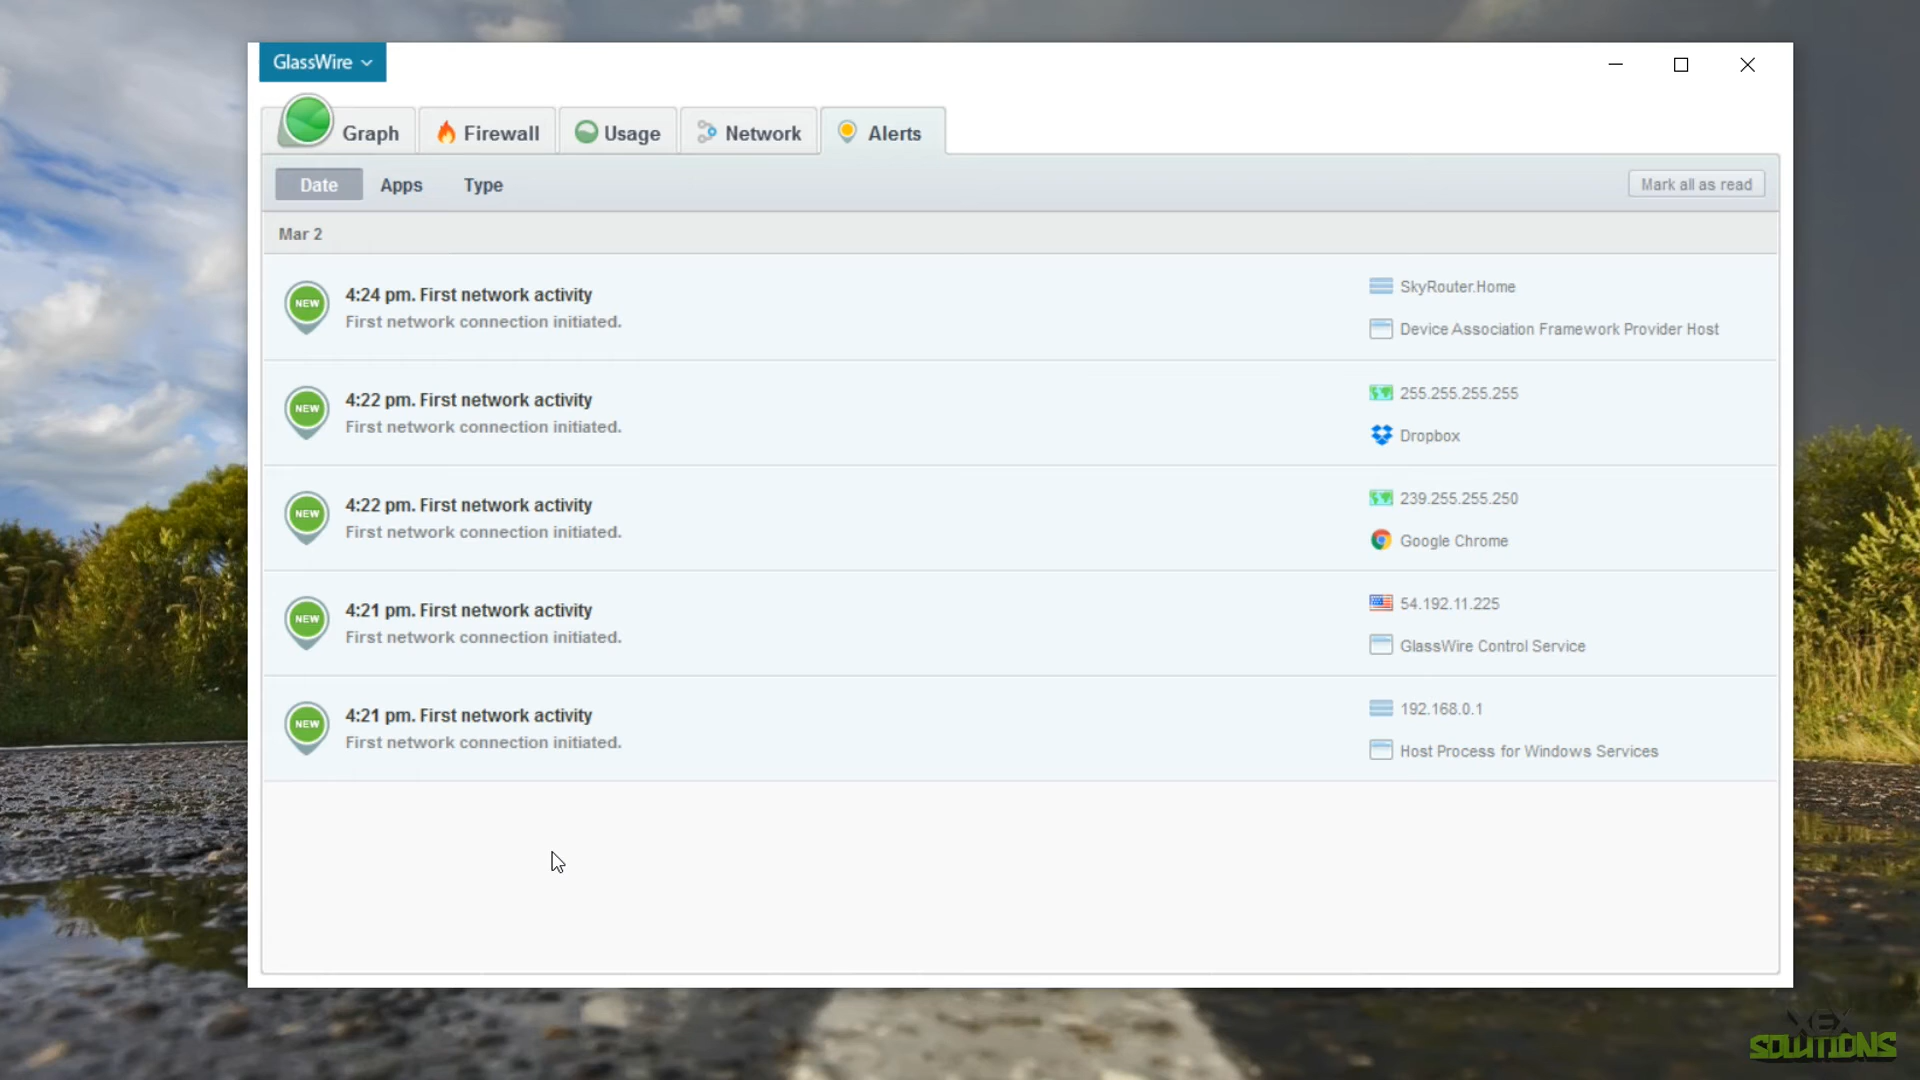 GlassWire
Graph
Firewall
Usage
Network
Alerts
Date
Apps
Type
Mark all as read
Mar 2
NEW
4:24 pm. First network activity
First network connection initiated.
SkyRouter.Home
Device Association Framework Provider Host
NEW
4:22 pm. First network activity
First network connection initiated.
255.255.255.255
Dropbox
NEW
4:22 pm. First network activity
First network connection initiated.
239.255.255.250
Google Chrome
NEW
4:21 pm. First network activity
First network connection initiated.
54.192.11.225
GlassWire Control Service
NEW
4:21 pm. First network activity
First network connection initiated.
192.168.0.1
Host Process for Windows Services
XEX
SOLUTIONS